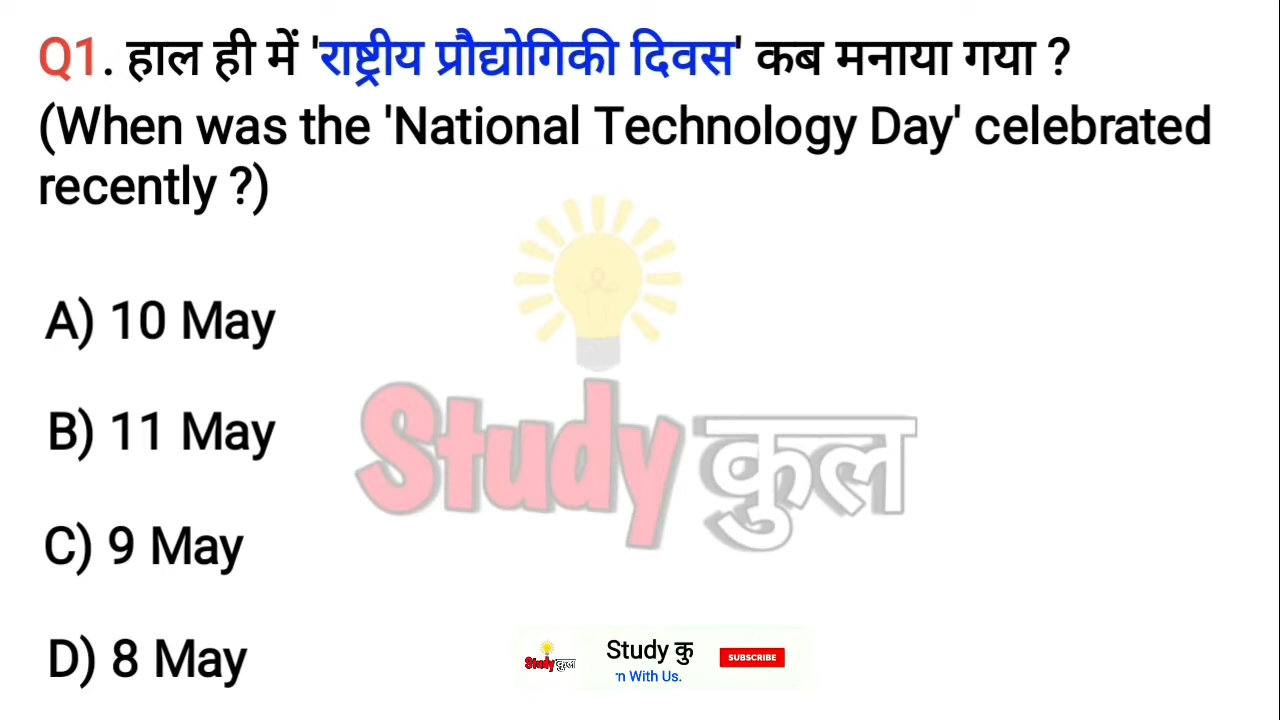 Q1. हाल ही में 'राष्ट्रीय प्रौद्योगिकी दिवस' कब मनाया गया ?
(When was the 'National Technology Day' celebrated
recently ?)
A) 10 May
B) 11 May
Study कुल
C) 9 May
D) 8 May
Study कुल
Study कु
n With Us.
SUBSCRIBE